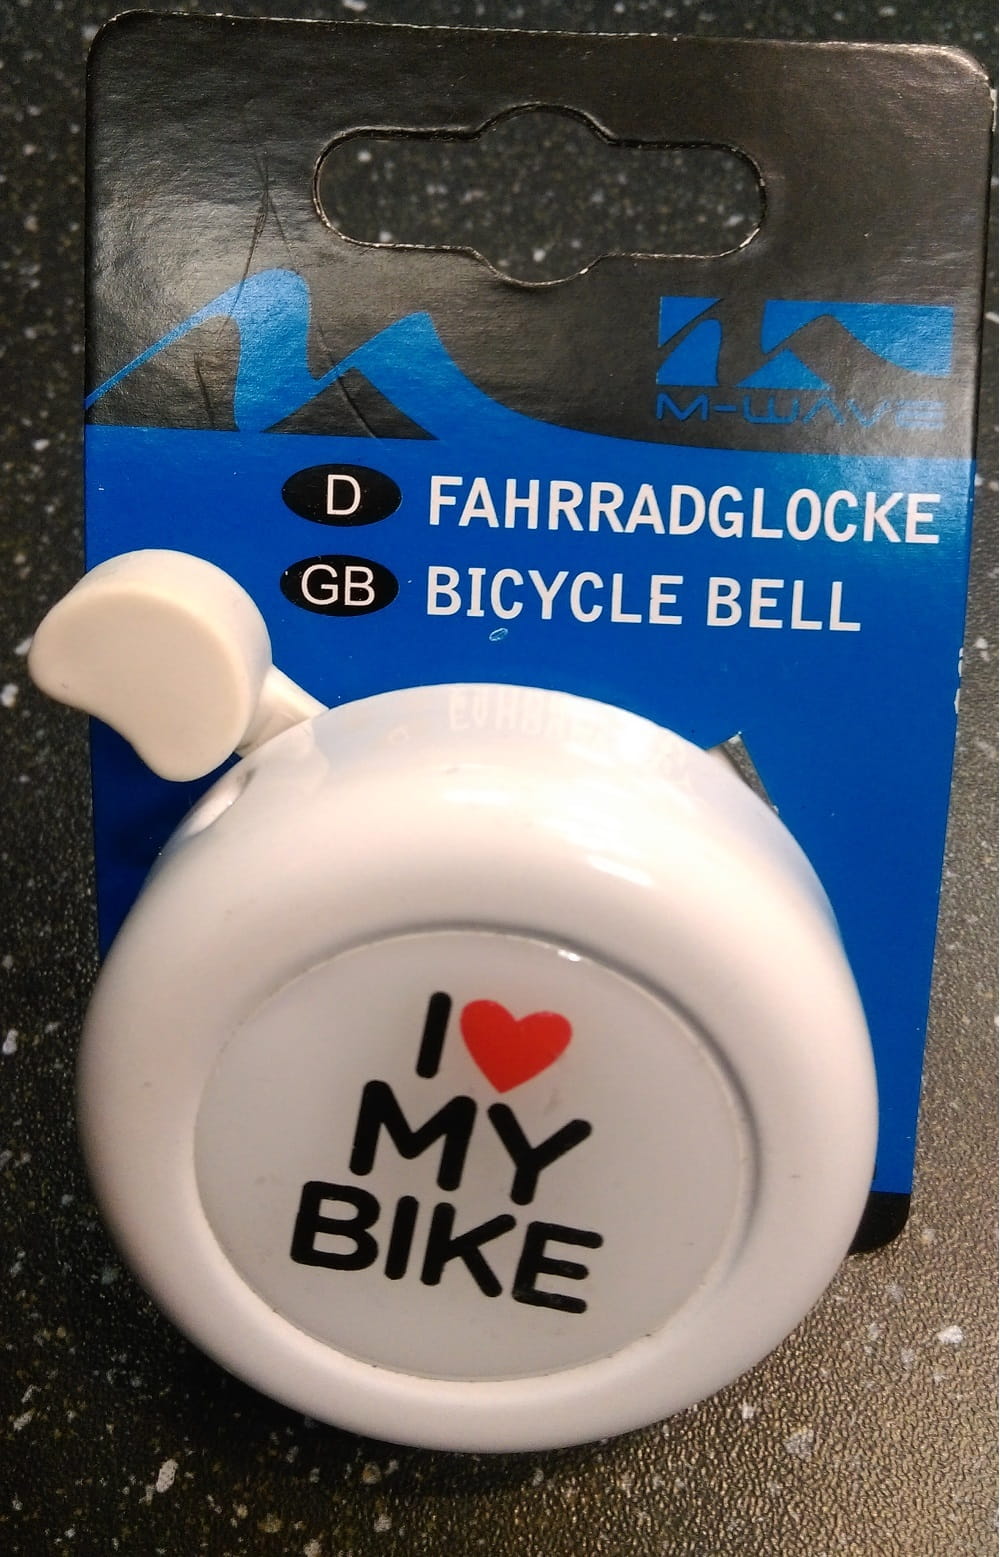 M-WAVE
D FAHRRADGLOCKE
GB BICYCLE BELL
I ❤ MY
BIKE